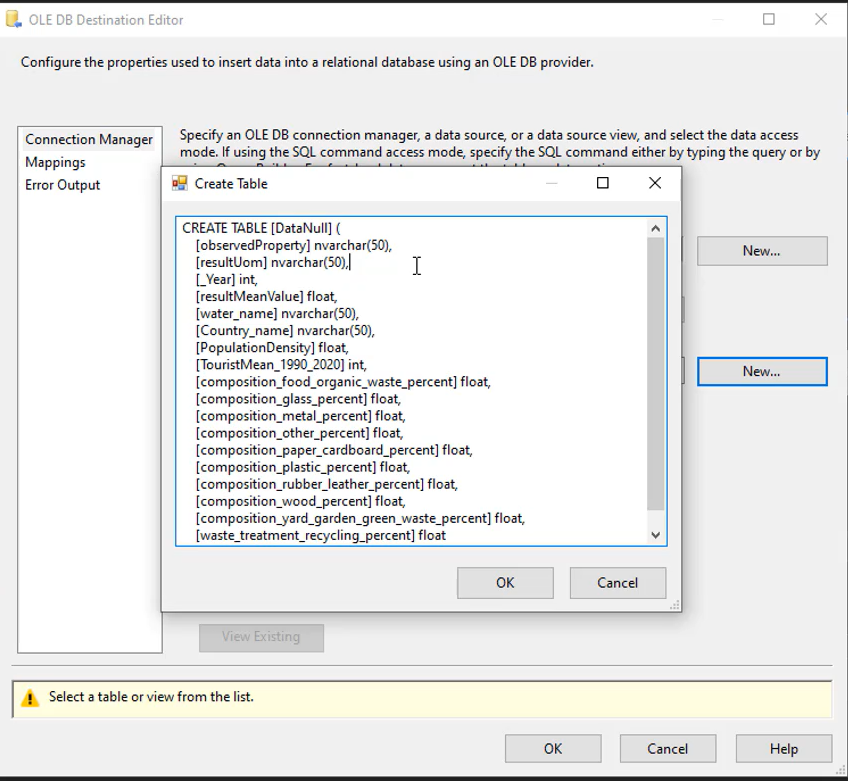 OLE DB Destination Editor
Configure the properties used to insert data into a relational database using an OLE DB provider.
Connection Manager
Mappings
Error Output
Specify an OLE DB connection manager, a data source, or a data source view, and select the data access
mode. If using the SQL command access mode, specify the SQL command either by typing the query or by
New...
New...
Create Table
CREATE TABLE [DataNull] (
[observedProperty] nvarchar(50),
[resultUom] nvarchar(50),
[_Year] int,
[resultMeanValue] float,
[water_name] nvarchar(50),
[Country_name] nvarchar(50),
[PopulationDensity] float,
[TouristMean_1990_2020] int,
[composition_food_organic_waste_percent] float,
[composition_glass_percent] float,
[composition_metal_percent] float,
[composition_other_percent] float,
[composition_paper_cardboard_percent] float,
[composition_plastic_percent] float,
[composition_rubber_leather_percent] float,
[composition_wood_percent] float,
[composition_yard_garden_green_waste_percent] float,
[waste_treatment_recycling_percent] float
OK
Cancel
View Existing
Select a table or view from the list.
OK
Cancel
Help